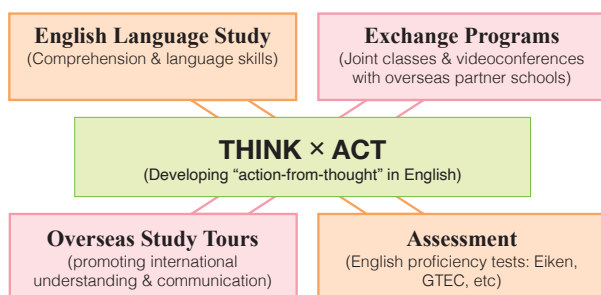 English Language Study
(Comprehension & language skills)
Exchange Programs
(Joint classes & videoconferences
with overseas partner schools)
THINK × ACT
(Developing “action-from-thought” in English)
Overseas Study Tours
(promoting international
understanding & communication)
Assessment
(English proficiency tests: Eiken,
GTEC, etc)